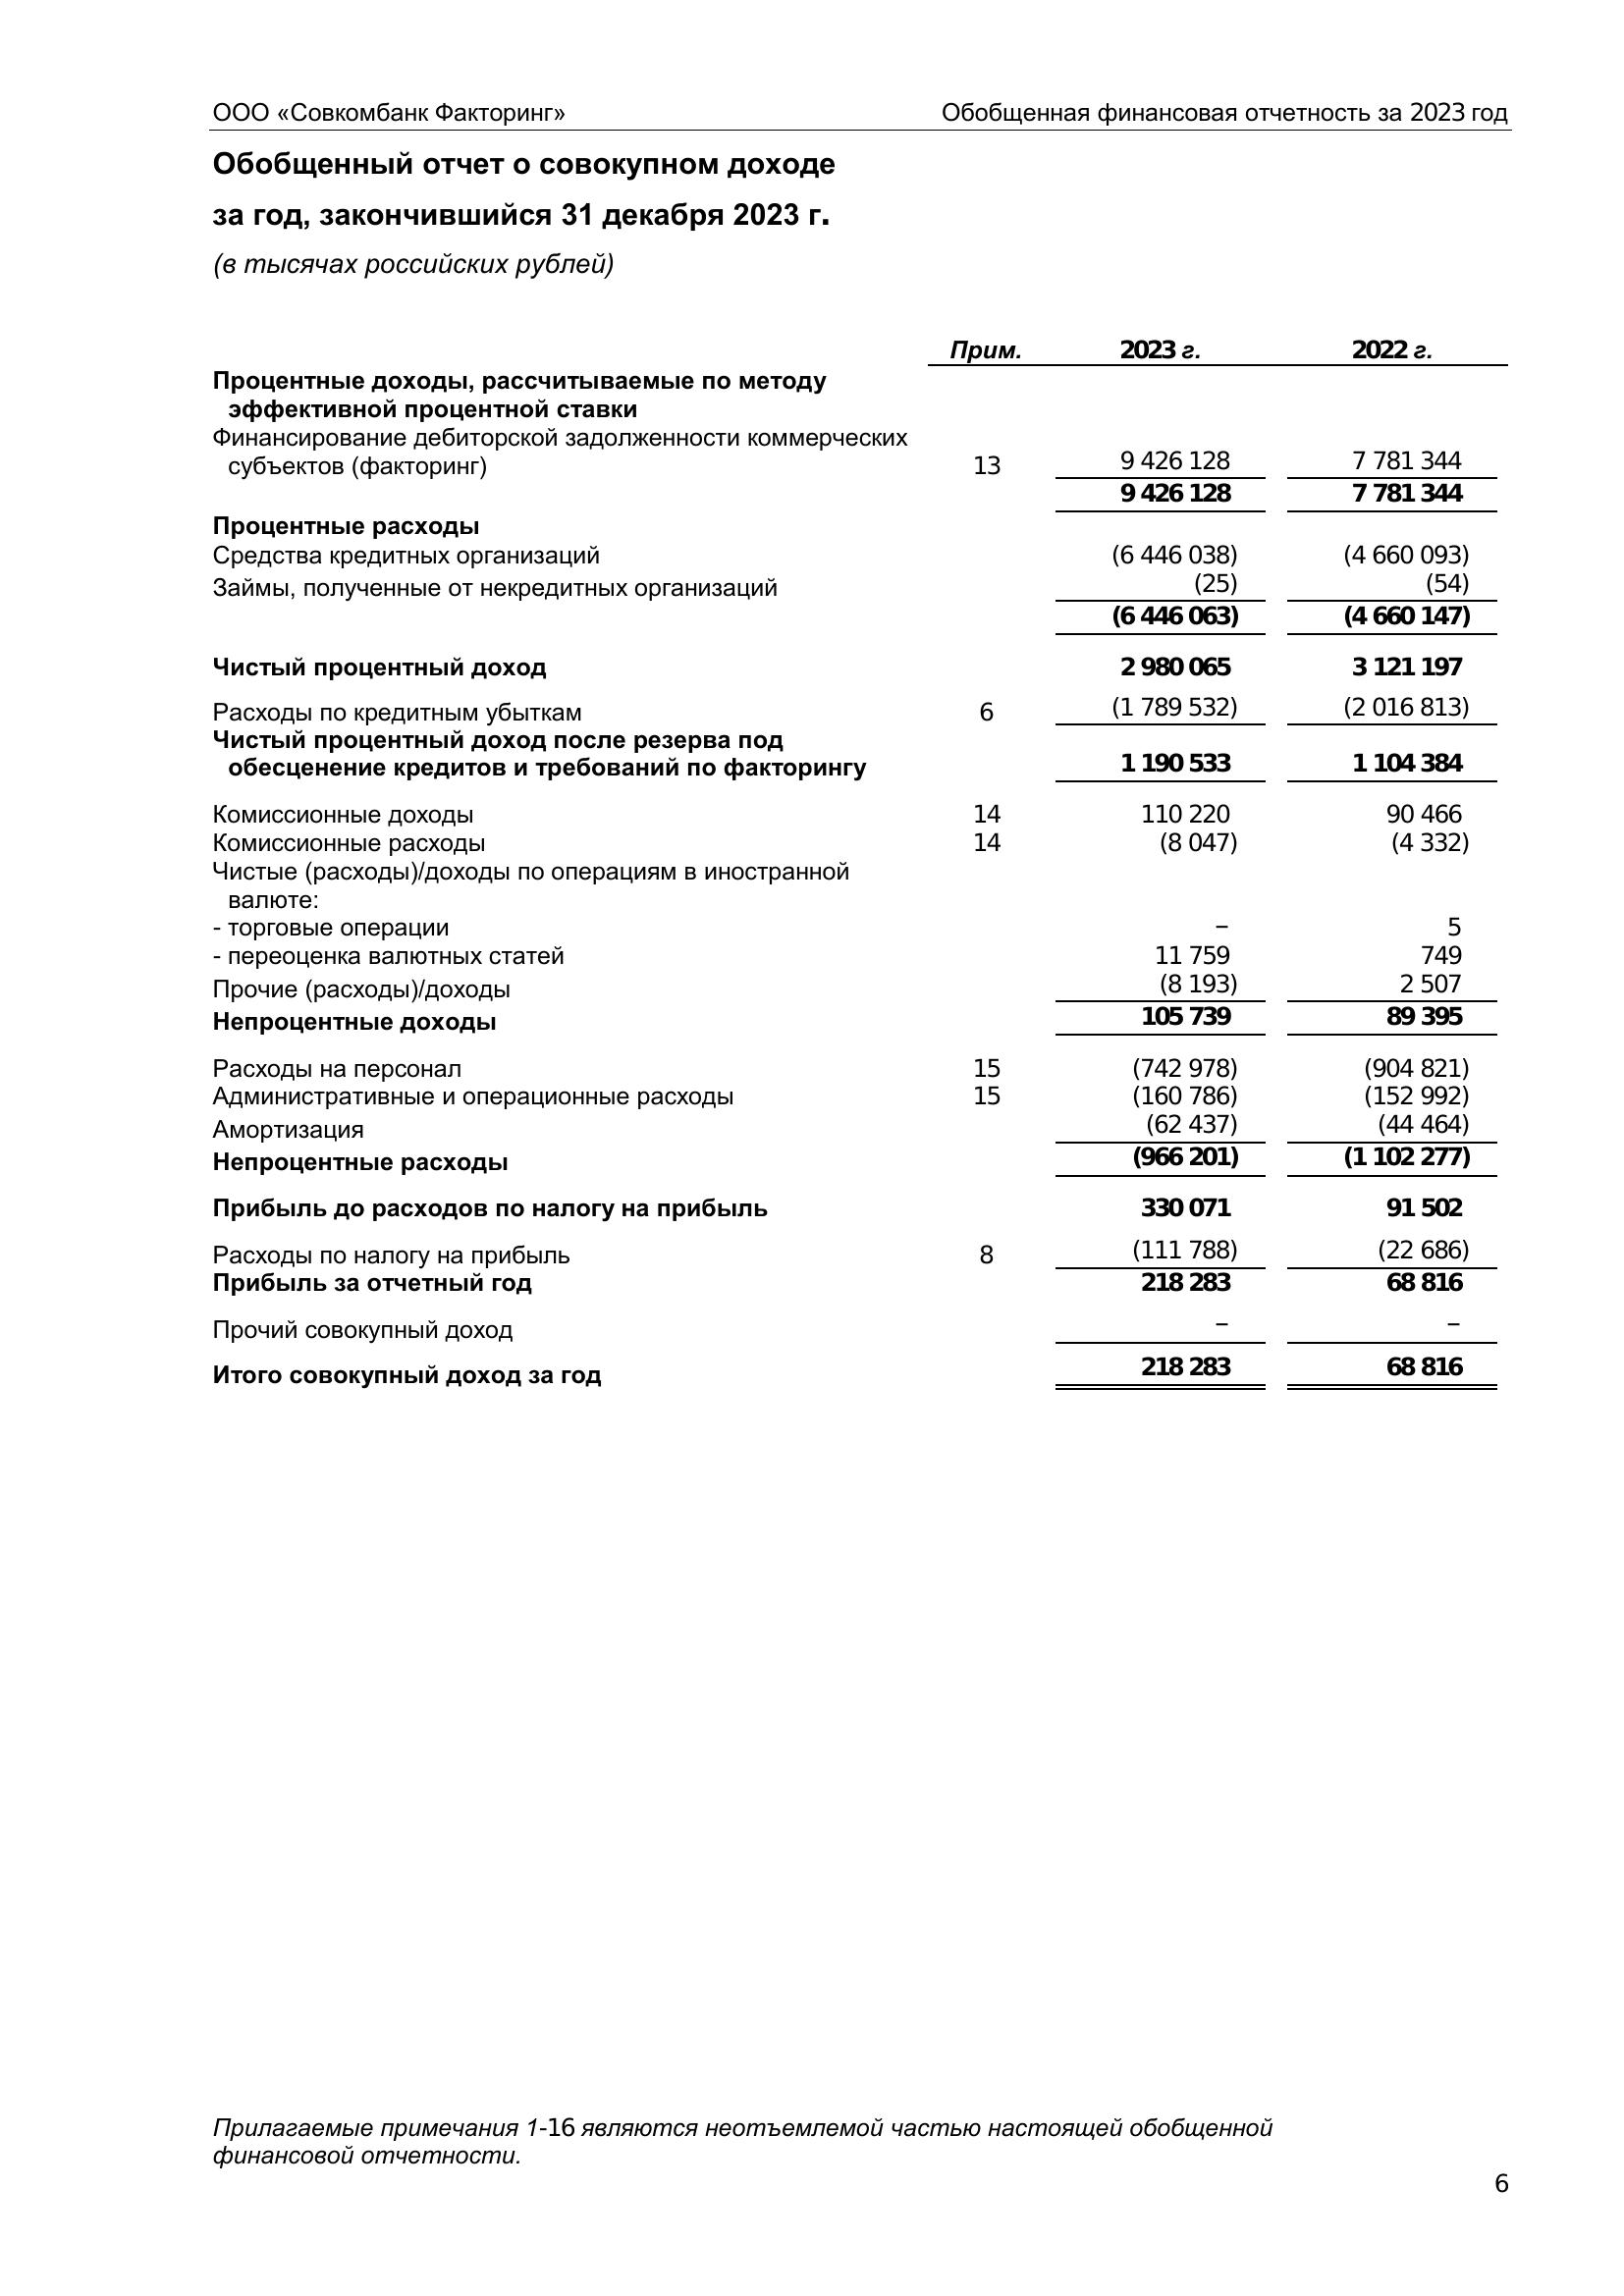 ООО «Совкомбанк Факторинг» Обобщенная финансовая отчетность за 2023 год
Обобщенный отчет о совокупном доходе
за год, закончившийся 31 декабря 2023 г.
(в тысячах российских рублей)
Прим. 2023 г. 2022 г.
Процентные доходы, рассчитываемые по методу
эффективной процентной ставки
Финансирование дебиторской задолженности коммерческих
субъектов (факторинг) 13 9 426 128 7 781 344
9 426 128 7 781 344
Процентные расходы
Средства кредитных организаций (6 446 038) (4 660 093)
Займы, полученные от некредитных организаций (25) (54)
(6 446 063) (4 660 147)
Чистый процентный доход 2 980 065 3 121 197
Расходы по кредитным убыткам 6 (1 789 532) (2 016 813)
Чистый процентный доход после резерва под
обесценение кредитов и требований по факторингу 1 190 533 1 104 384
Комиссионные доходы 14 110 220 90 466
Комиссионные расходы 14 (8 047) (4 332)
Чистые (расходы)/доходы по операциям в иностранной
валюте:
- торговые операции – 5
- переоценка валютных статей 11 759 749
Прочие (расходы)/доходы (8 193) 2 507
Непроцентные доходы 105 739 89 395
Расходы на персонал 15 (742 978) (904 821)
Административные и операционные расходы 15 (160 786) (152 992)
Амортизация (62 437) (44 464)
Непроцентные расходы (966 201) (1 102 277)
Прибыль до расходов по налогу на прибыль 330 071 91 502
Расходы по налогу на прибыль 8 (111 788) (22 686)
Прибыль за отчетный год 218 283 68 816
Прочий совокупный доход – –
Итого совокупный доход за год 218 283 68 816
Прилагаемые примечания 1-16 являются неотъемлемой частью настоящей обобщенной
финансовой отчетности.
6